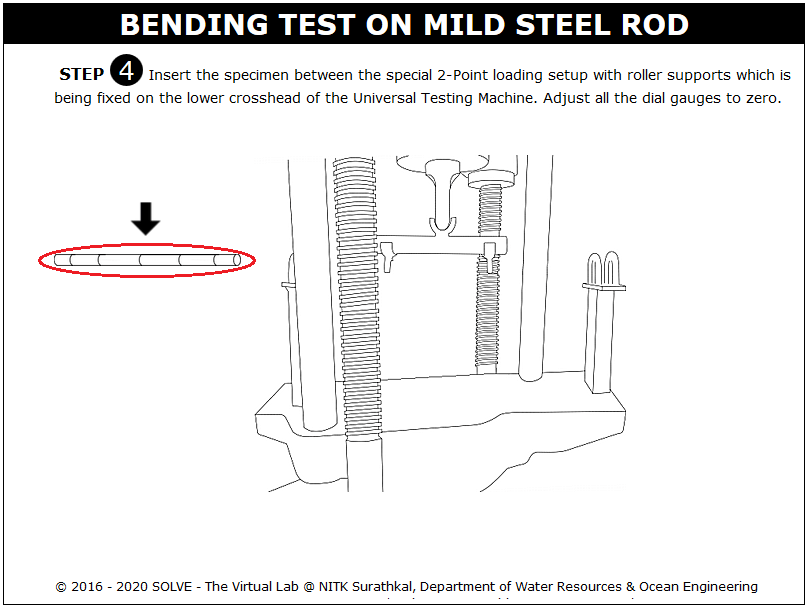 BENDING TEST ON MILD STEEL ROD
STEP 4 Insert the specimen between the special 2-Point loading setup with roller supports which is
being fixed on the lower crosshead of the Universal Testing Machine. Adjust all the dial gauges to zero.
© 2016 - 2020 SOLVE - The Virtual Lab @ NITK Surathkal, Department of Water Resources & Ocean Engineering